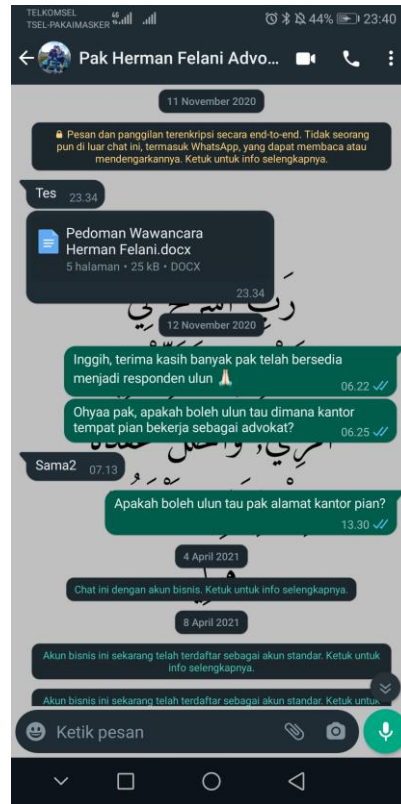 TELKOMSEL
TSEL-PAKAIMASKER 4G 44% 23:40
Pak Herman Felani Advo...
11 November 2020
Pesan dan panggilan terenkripsi secara end-to-end. Tidak seorang
pun di luar chat ini, termasuk WhatsApp, yang dapat membaca atau
mendengarkannya. Ketuk untuk info selengkapnya.
Tes 23.34
Pedoman Wawancara
Herman Felani.docx
5 halaman • 25 kB • DOCX
23.34
رَبِّ
12 November 2020
Inggih, terima kasih banyak pak telah bersedia
menjadi responden ulun 🙏🏻
06.22
Ohyaa pak, apakah boleh ulun tau dimana kantor
tempat pian bekerja sebagai advokat?
06.25
Sama2 07.13
Apakah boleh ulun tau pak alamat kantor pian?
13.30
4 April 2021
Chat ini dengan akun bisnis. Ketuk untuk info selengkapnya.
8 April 2021
Akun bisnis ini sekarang telah terdaftar sebagai akun standar. Ketuk untuk
info selengkapnya.
Akun bisnis ini sekarang telah terdaftar sebagai akun standar. Ketuk untuk
Ketik pesan